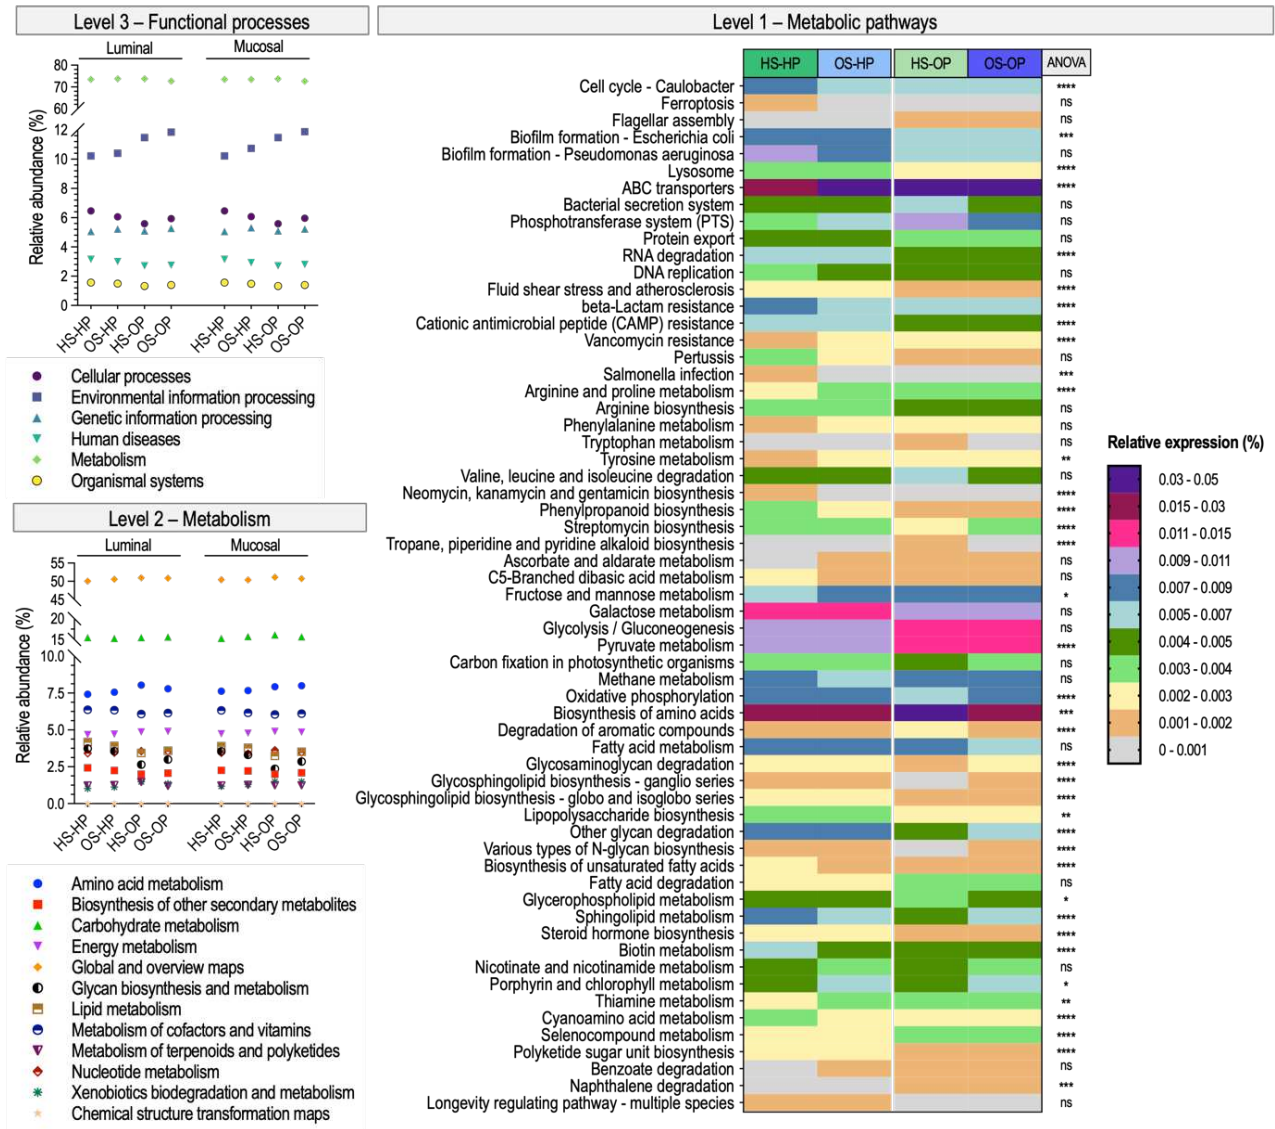 Level 3 – Functional processes
Luminal
Mucosal
Relative abundance (%)
80
70
60
12
10
8
6
4
2
0
HS-HP
OS-HP
HS-OP
OS-OP
HS-HP
OS-HP
HS-OP
OS-OP
Cellular processes
Environmental information processing
Genetic information processing
Human diseases
Metabolism
Organismal systems
Level 2 – Metabolism
Luminal
Mucosal
Relative abundance (%)
55
50
45
20
15
10.0
7.5
5.0
2.5
0.0
HS-HP
OS-HP
HS-OP
OS-OP
HS-HP
OS-HP
HS-OP
OS-OP
Amino acid metabolism
Biosynthesis of other secondary metabolites
Carbohydrate metabolism
Energy metabolism
Global and overview maps
Glycan biosynthesis and metabolism
Lipid metabolism
Metabolism of cofactors and vitamins
Metabolism of terpenoids and polyketides
Nucleotide metabolism
Xenobiotics biodegradation and metabolism
Chemical structure transformation maps
Level 1 – Metabolic pathways
HS-HP OS-HP HS-OP OS-OP ANOVA
Cell cycle - Caulobacter ****
Ferroptosis ns
Flagellar assembly ns
Biofilm formation - Escherichia coli ***
Biofilm formation - Pseudomonas aeruginosa ns
Lysosome ****
ABC transporters ****
Bacterial secretion system ns
Phosphotransferase system (PTS) ns
Protein export ns
RNA degradation ****
DNA replication ns
Fluid shear stress and atherosclerosis ****
beta-Lactam resistance ****
Cationic antimicrobial peptide (CAMP) resistance ****
Vancomycin resistance ****
Pertussis ns
Salmonella infection ***
Arginine and proline metabolism ****
Arginine biosynthesis ns
Phenylalanine metabolism ns
Tryptophan metabolism ns
Tyrosine metabolism **
Valine, leucine and isoleucine degradation ns
Neomycin, kanamycin and gentamicin biosynthesis ****
Phenylpropanoid biosynthesis ****
Streptomycin biosynthesis ****
Tropane, piperidine and pyridine alkaloid biosynthesis ****
Ascorbate and aldarate metabolism ns
C5-Branched dibasic acid metabolism ns
Fructose and mannose metabolism *
Galactose metabolism ns
Glycolysis / Gluconeogenesis ns
Pyruvate metabolism ****
Carbon fixation in photosynthetic organisms ns
Methane metabolism ns
Oxidative phosphorylation ****
Biosynthesis of amino acids ***
Degradation of aromatic compounds ****
Fatty acid metabolism ns
Glycosaminoglycan degradation ****
Glycosphingolipid biosynthesis - ganglio series ****
Glycosphingolipid biosynthesis - globo and isoglobo series ****
Lipopolysaccharide biosynthesis **
Other glycan degradation ****
Various types of N-glycan biosynthesis ****
Biosynthesis of unsaturated fatty acids ****
Fatty acid degradation ns
Glycerophospholipid metabolism *
Sphingolipid metabolism ****
Steroid hormone biosynthesis ****
Biotin metabolism ****
Nicotinate and nicotinamide metabolism ns
Porphyrin and chlorophyll metabolism *
Thiamine metabolism **
Cyanoamino acid metabolism ****
Selenocompound metabolism ****
Polyketide sugar unit biosynthesis ****
Benzoate degradation ns
Naphthalene degradation ***
Longevity regulating pathway - multiple species ns
Relative expression (%)
0.03 - 0.05
0.015 - 0.03
0.011 - 0.015
0.009 - 0.011
0.007 - 0.009
0.005 - 0.007
0.004 - 0.005
0.003 - 0.004
0.002 - 0.003
0.001 - 0.002
0 - 0.001